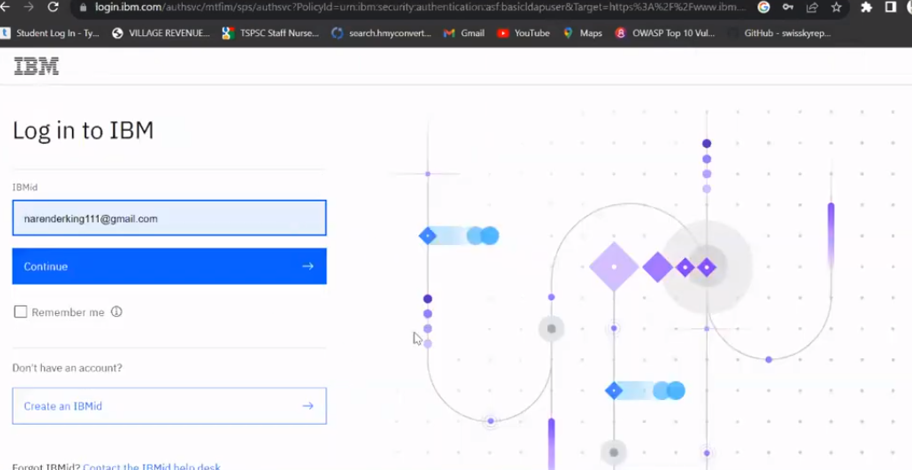 login.ibm.com/authsvc/mtfim/sps/authsvc?PolicyId=urn:ibm:security:authentication:asf:basicldapuser&Target=https%3A%2F%2Fwww.ibm...
Student Log In - Ty...
VILLAGE REVENUE...
TSPSC Staff Nurse...
search.hmyconvert...
Gmail
YouTube
Maps
OWASP Top 10 Vul...
GitHub - swisskyrep...
IBM
Log in to IBM
IBMid
narenderking111@gmail.com
Continue
Remember me
Don't have an account?
Create an IBMid
Forgot IBMid? Contact the IBMid help desk